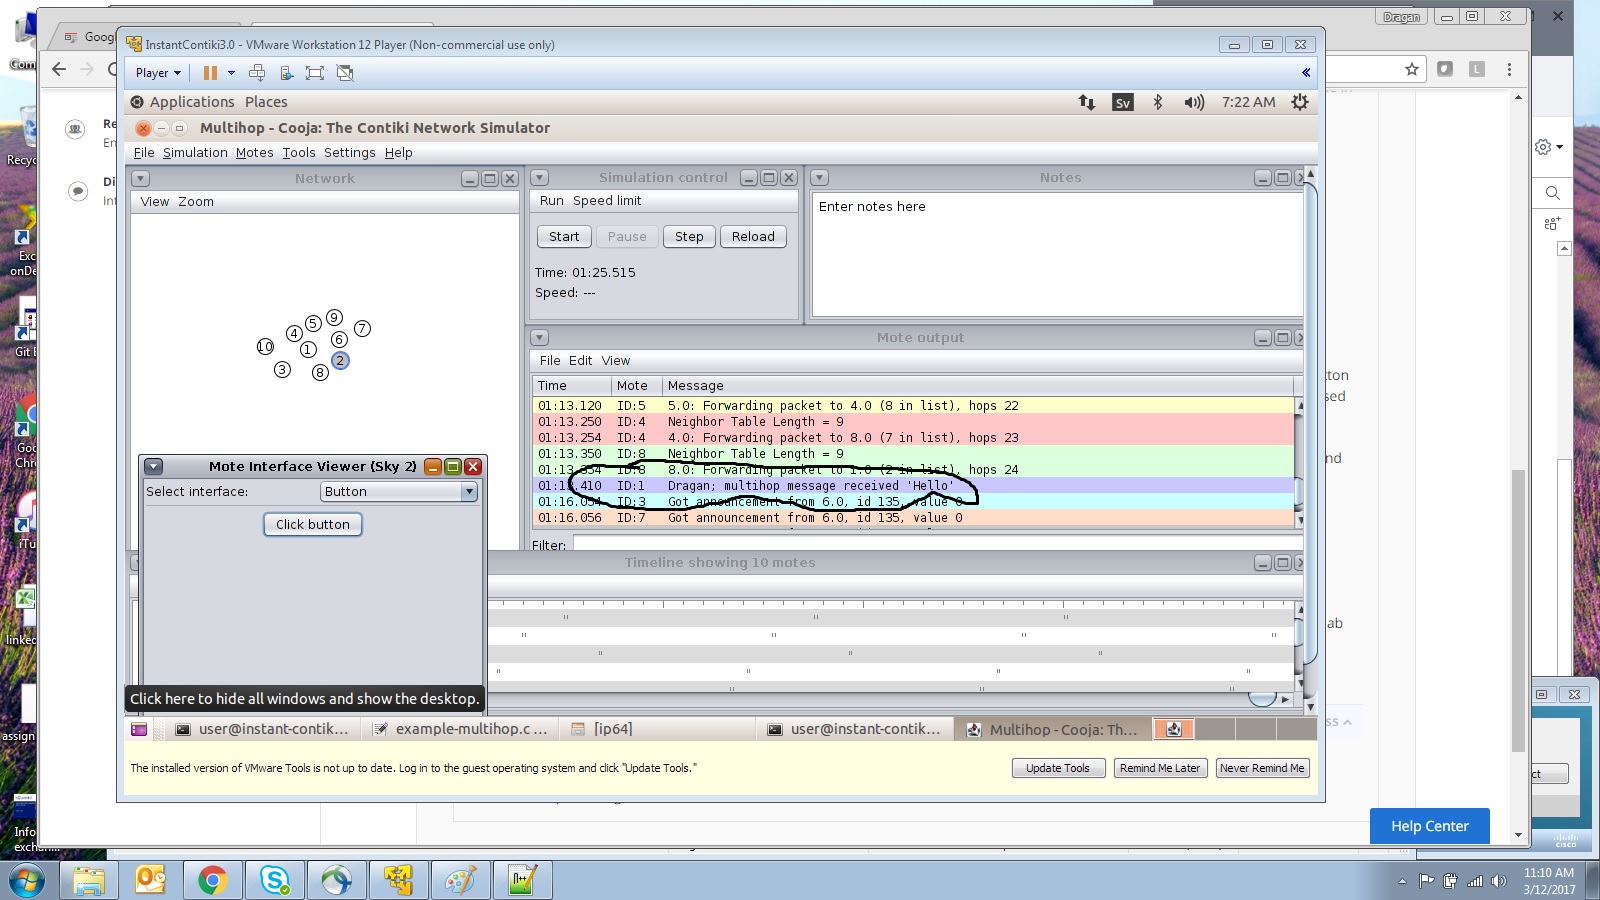 Dragan
Goog
InstantContiki3.0 - VMware Workstation 12 Player (Non-commercial use only)
Player
Applications Places
Sv
7:22 AM
Multihop - Cooja: The Contiki Network Simulator
File Simulation Motes Tools Settings Help
Network
View Zoom
10 4 5 9 7 6 1 2 3 8
Simulation control
Run Speed limit
Start Pause Step Reload
Time: 01:25.515
Speed: ---
Notes
Enter notes here
Mote output
File Edit View
Time Mote Message
01:13.120 ID:5 5.0: Forwarding packet to 4.0 (8 in list), hops 22
01:13.250 ID:4 Neighbor Table Length = 9
01:13.254 ID:4 4.0: Forwarding packet to 8.0 (7 in list), hops 23
01:13.350 ID:8 Neighbor Table Length = 9
01:13.354 ID:8 8.0: Forwarding packet to 1.0 (2 in list), hops 24
01:13.410 ID:1 Dragan; multihop message received 'Hello'
01:16.054 ID:3 Got announcement from 6.0, id 135, value 0
01:16.056 ID:7 Got announcement from 6.0, id 135, value 0
Filter:
Mote Interface Viewer (Sky 2)
Select interface: Button
Click button
Timeline showing 10 motes
Click here to hide all windows and show the desktop.
user@instant-contik... example-multihop.c ... [ip64] user@instant-contik... Multihop - Cooja: Th...
The installed version of VMware Tools is not up to date. Log in to the guest operating system and click "Update Tools."
Update Tools Remind Me Later Never Remind Me
Help Center
cisco
11:10 AM
3/12/2017